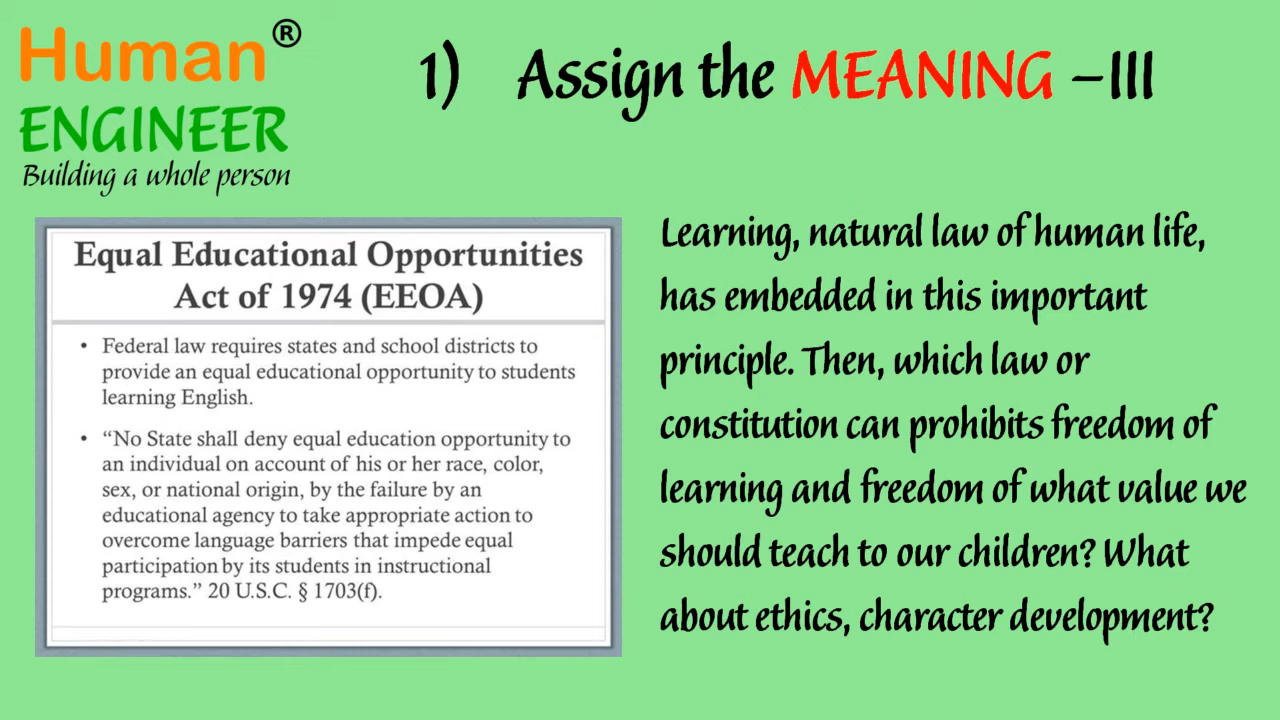 Human®
ENGINEER
Building a whole person
1) Assign the MEANING –III
Equal Educational Opportunities
Act of 1974 (EEOA)
• Federal law requires states and school districts to
provide an equal educational opportunity to students
learning English.
• “No State shall deny equal education opportunity to
an individual on account of his or her race, color,
sex, or national origin, by the failure by an
educational agency to take appropriate action to
overcome language barriers that impede equal
participation by its students in instructional
programs.” 20 U.S.C. § 1703(f).
Learning, natural law of human life,
has embedded in this important
principle. Then, which law or
constitution can prohibits freedom of
learning and freedom of what value we
should teach to our children? What
about ethics, character development?